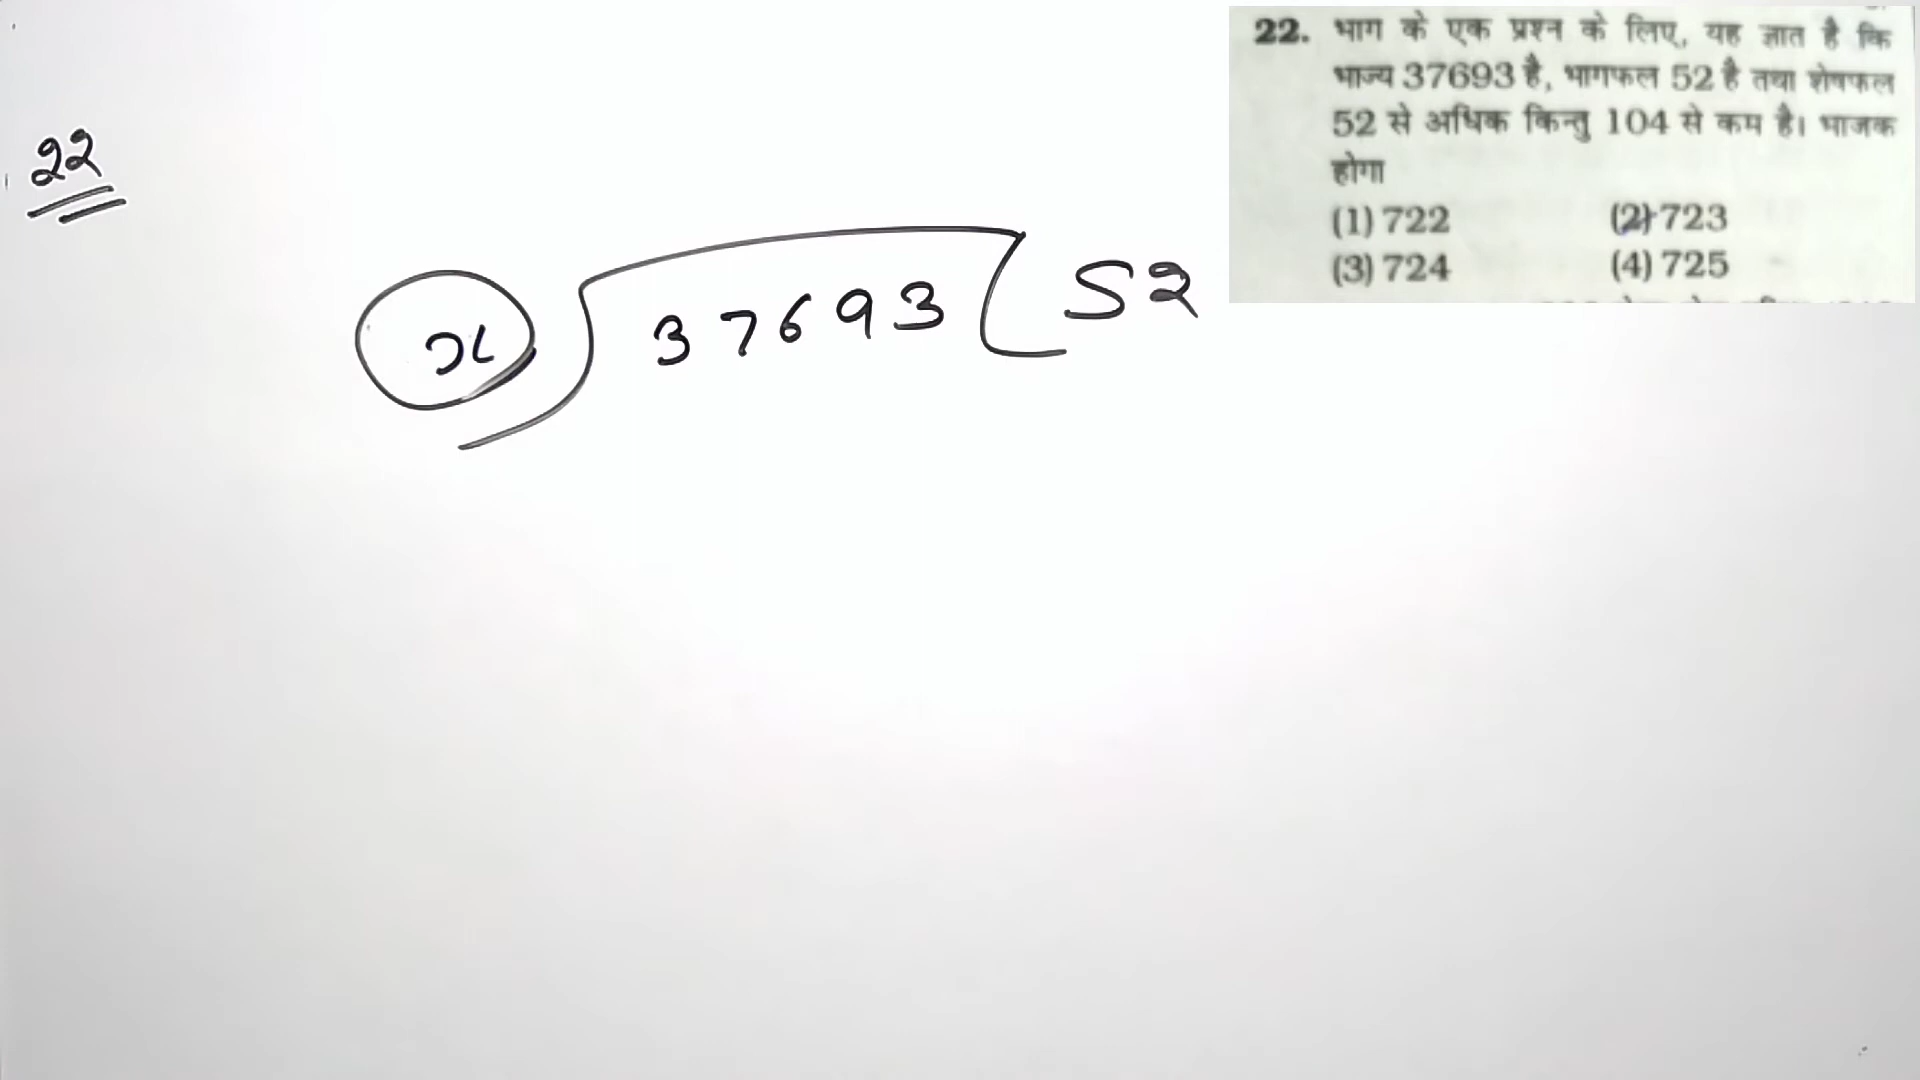 22. भाग के एक प्रश्न के लिए, यह ज्ञात है कि
भाज्य 37693 है, भागफल 52 है तथा शेषफल
52 से अधिक किन्तु 104 से कम है। भाजक
होगा
(1) 722 (2) 723
(3) 724 (4) 725
22
x 37693 52